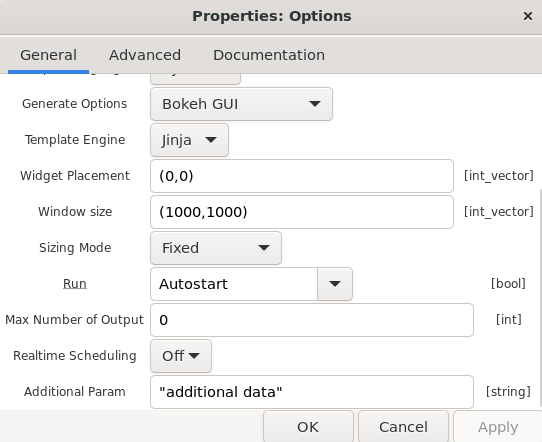 Properties: Options
×
General Advanced Documentation
Generate Options Bokeh GUI
Template Engine Jinja
Widget Placement (0,0) [int_vector]
Window size (1000,1000) [int_vector]
Sizing Mode Fixed
Run Autostart [bool]
Max Number of Output 0 [int]
Realtime Scheduling Off
Additional Param "additional data" [string]
OK Cancel Apply